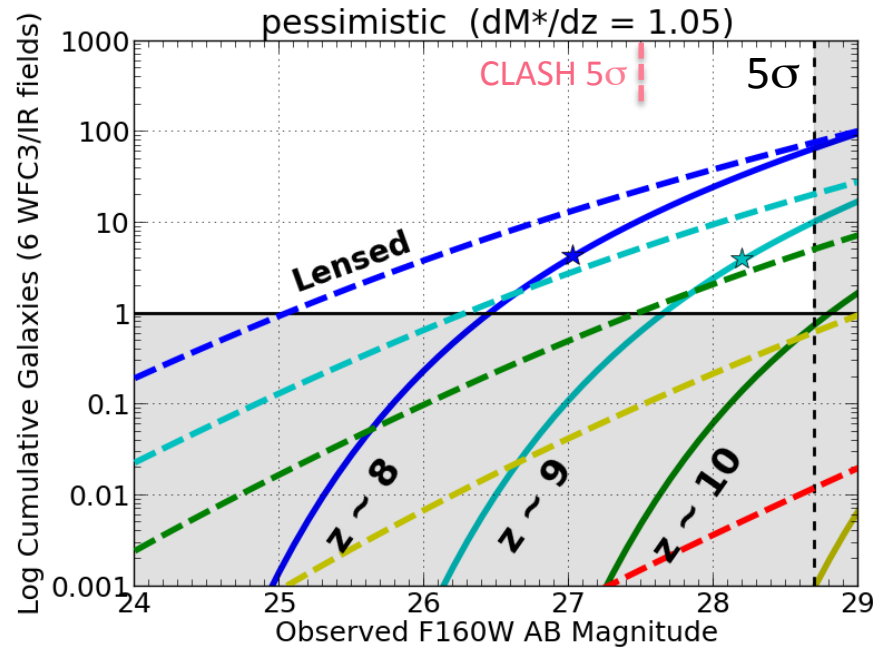 pessimistic (dM*/dz = 1.05)
Log Cumulative Galaxies (6 WFC3/IR fields)
1000
100
10
1
0.1
0.01
0.001
CLASH 5σ
5σ
Lensed
z ~ 8
z ~ 9
z ~ 10
24 25 26 27 28 29
Observed F160W AB Magnitude